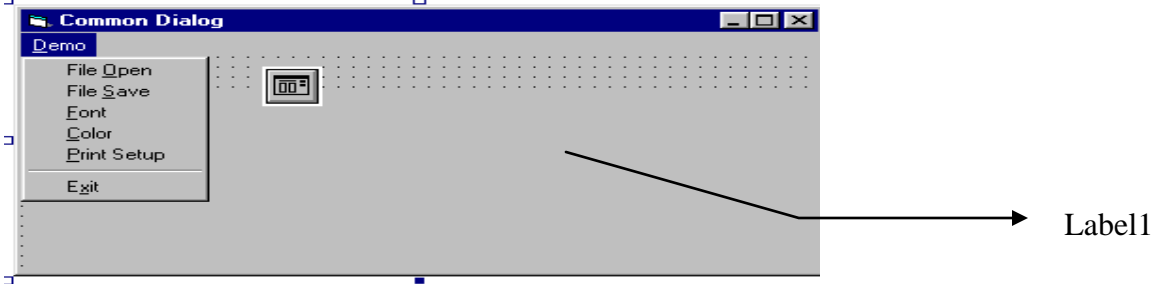 Common Dialog
Demo
File Open
File Save
Font
Color
Print Setup
Exit
Label1